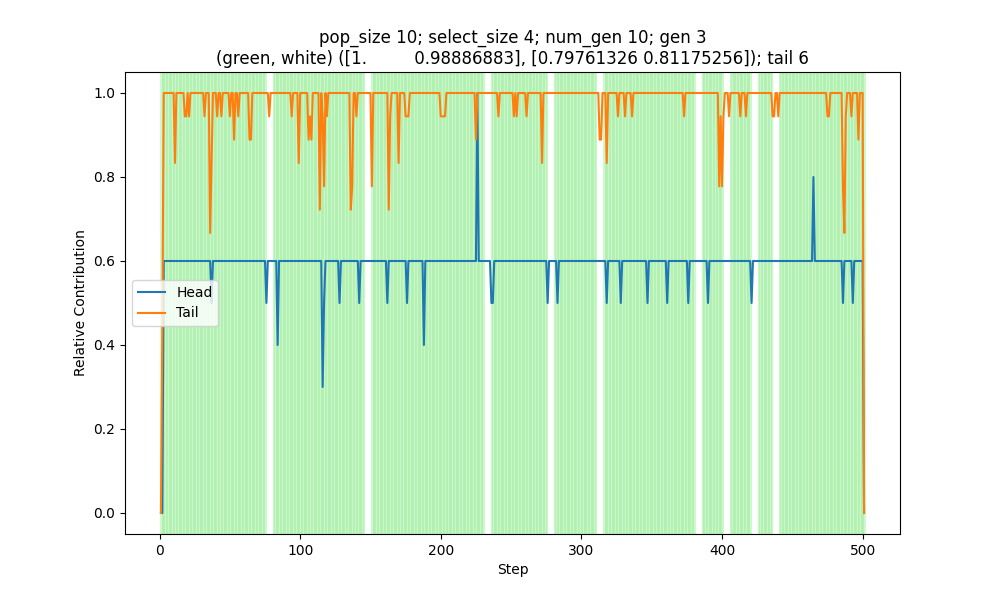 pop_size 10; select_size 4; num_gen 10; gen 3
(green, white) ([1.         0.98886883], [0.79761326 0.81175256]); tail 6
1.0
0.8
0.6
0.4
0.2
0.0
Relative Contribution
Head
Tail
0 100 200 300 400 500
Step